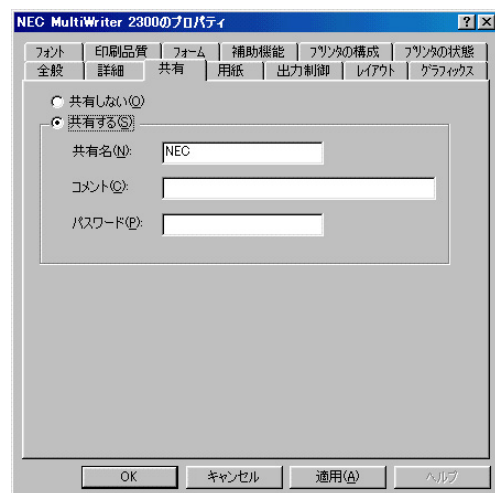 NEC MultiWriter 2300のプロパティ
フォント 印刷品質 フォーム 補助機能 プリンタの構成 プリンタの状態
全般 詳細 共有 用紙 出力制御 レイアウト グラフィックス
共有しない(O)
共有する(S)
共有名(N): NEC
コメント(C):
パスワード(P):
OK キャンセル 適用(A) ヘルプ